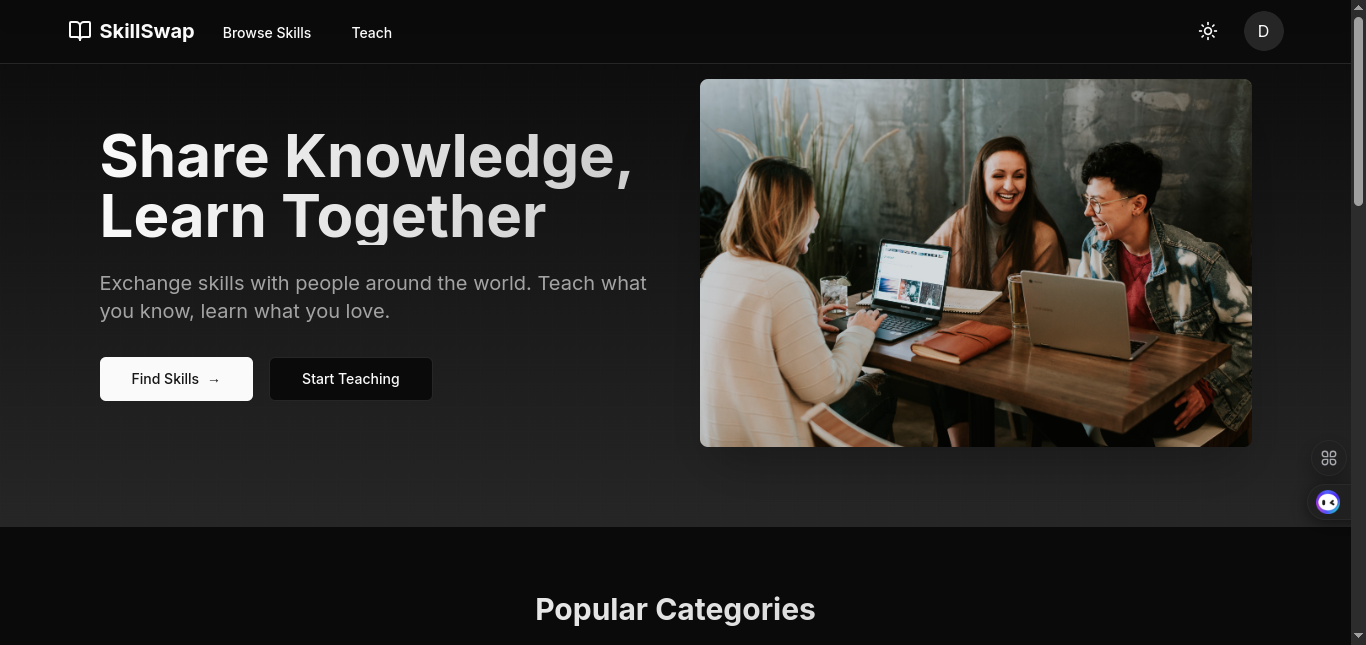 SkillSwap
Browse Skills
Teach
D
Share Knowledge,
Learn Together
Exchange skills with people around the world. Teach what
you know, learn what you love.
Find Skills →
Start Teaching
Popular Categories